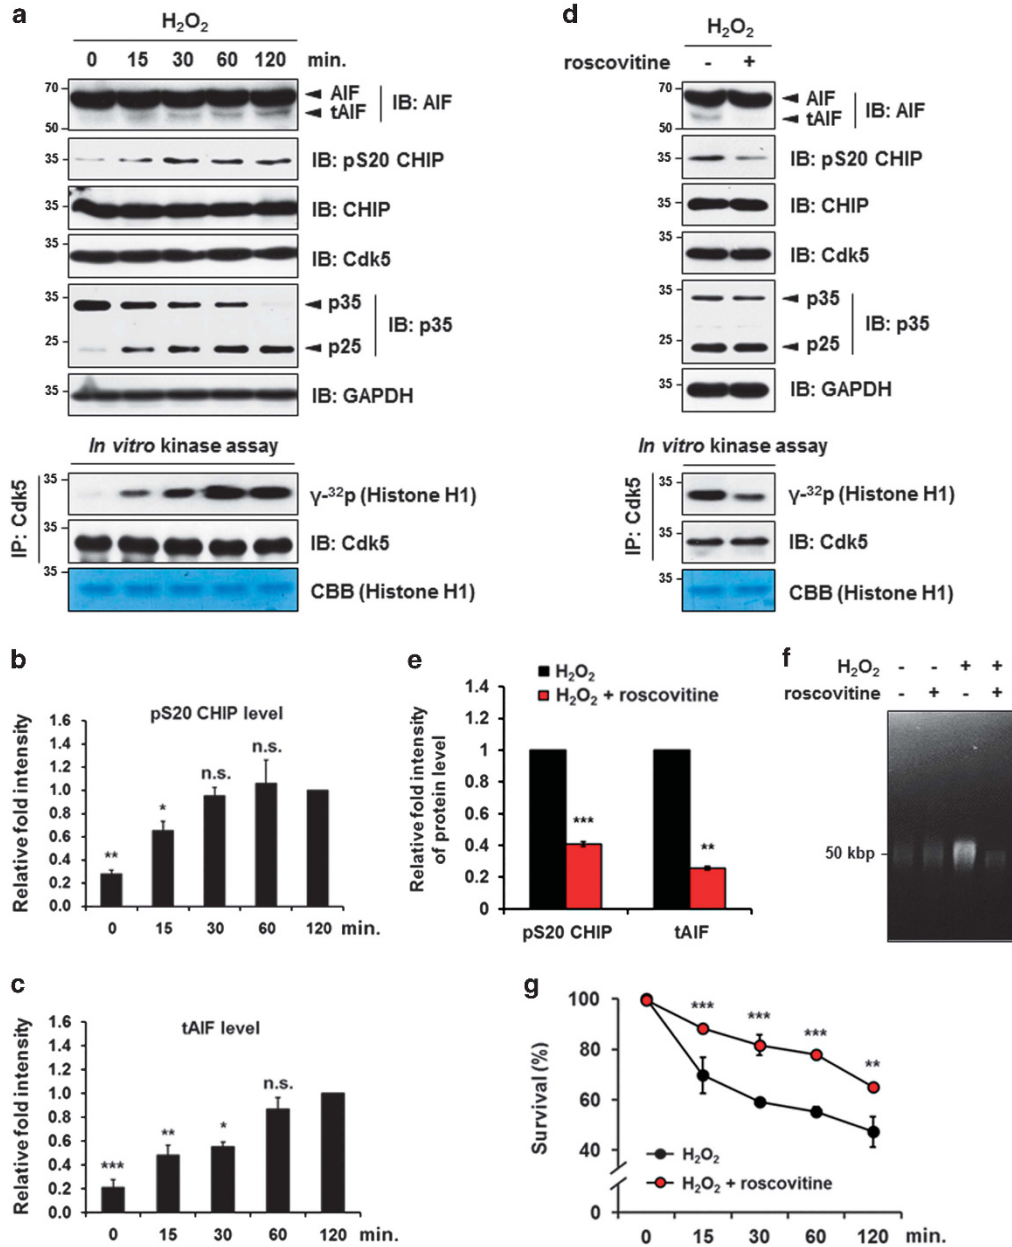 a
H₂O₂
0 15 30 60 120 min.
70
AIF
tAIF
IB: AIF
50
35
IB: pS20 CHIP
35
IB: CHIP
35
IB: Cdk5
35
p35
IB: p35
25
p25
35
IB: GAPDH
In vitro kinase assay
IP: Cdk5
35
γ-³²p (Histone H1)
35
IB: Cdk5
35
CBB (Histone H1)
d
H₂O₂
roscovitine - +
70
AIF
tAIF
IB: AIF
50
35
IB: pS20 CHIP
35
IB: CHIP
35
IB: Cdk5
35
p35
IB: p35
25
p25
35
IB: GAPDH
In vitro kinase assay
IP: Cdk5
35
γ-³²p (Histone H1)
35
IB: Cdk5
35
CBB (Histone H1)
b
pS20 CHIP level
Relative fold intensity
1.6
1.4
1.2
1.0
0.8
0.6
0.4
0.2
0.0
**
*
n.s.
n.s.
0 15 30 60 120 min.
e
H₂O₂
H₂O₂ + roscovitine
Relative fold intensity
of protein level
1.4
1.2
1
0.8
0.6
0.4
0.2
0
***
**
pS20 CHIP tAIF
f
H₂O₂ - - + +
roscovitine - + - +
50 kbp
c
tAIF level
Relative fold intensity
1.6
1.4
1.2
1.0
0.8
0.6
0.4
0.2
0.0
***
**
*
n.s.
0 15 30 60 120 min.
g
Survival (%)
100
80
60
40
0
***
***
***
**
H₂O₂
H₂O₂ + roscovitine
0 15 30 60 120 min.